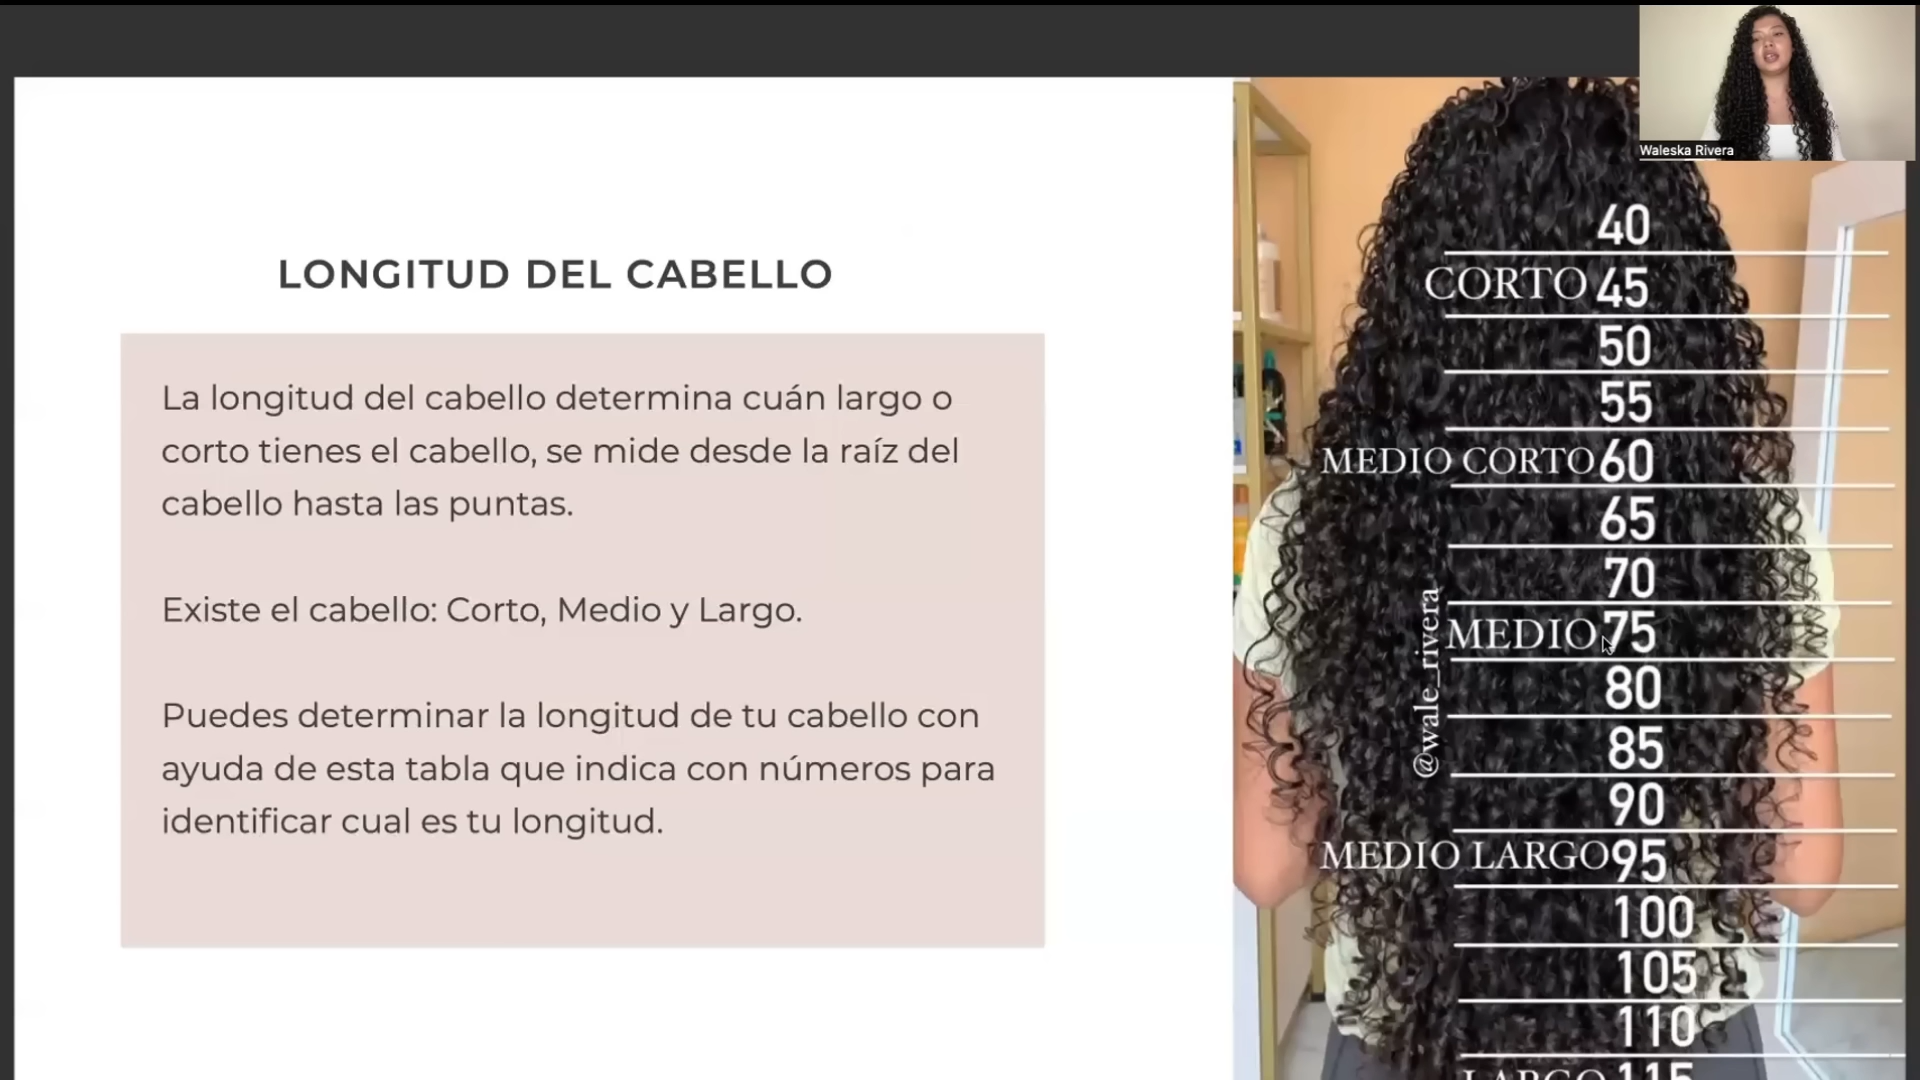 Waleska Rivera
LONGITUD DEL CABELLO
La longitud del cabello determina cuán largo o
corto tienes el cabello, se mide desde la raíz del
cabello hasta las puntas.
Existe el cabello: Corto, Medio y Largo.
Puedes determinar la longitud de tu cabello con
ayuda de esta tabla que indica con números para
identificar cual es tu longitud.
40
CORTO 45
50
55
MEDIO CORTO 60
65
70
MEDIO 75
80
85
90
MEDIO LARGO 95
100
105
110
LARGO 115
@wale_rivera